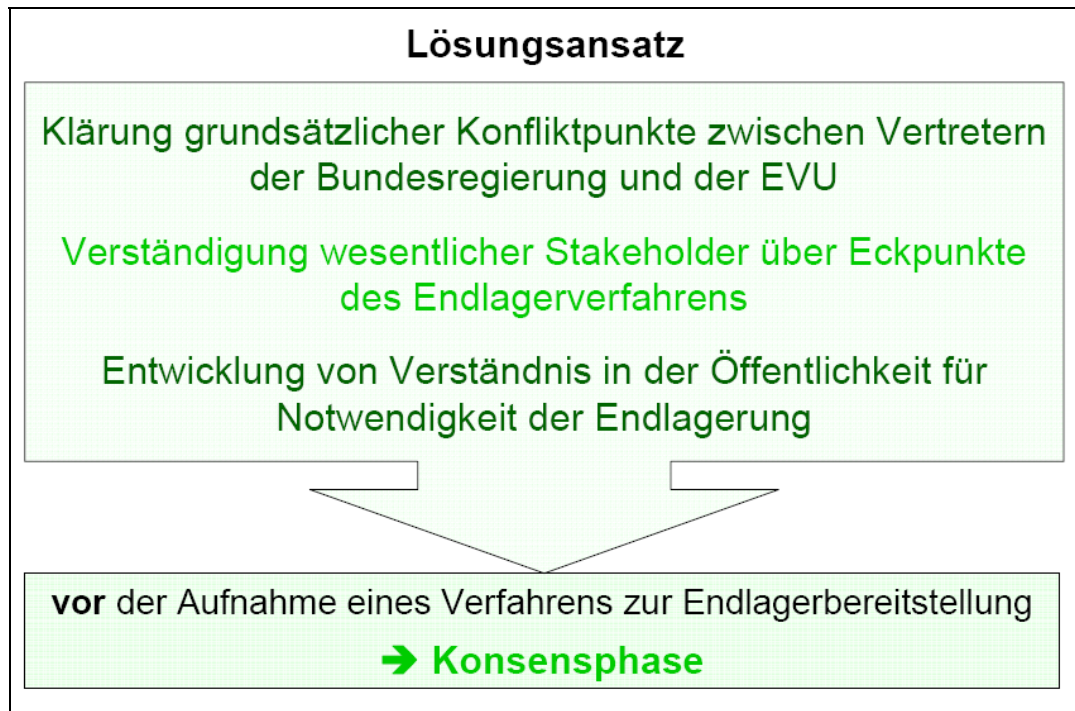 Lösungsansatz
Klärung grundsätzlicher Konfliktpunkte zwischen Vertretern
der Bundesregierung und der EVU
Verständigung wesentlicher Stakeholder über Eckpunkte
des Endlagerverfahrens
Entwicklung von Verständnis in der Öffentlichkeit für
Notwendigkeit der Endlagerung
vor der Aufnahme eines Verfahrens zur Endlagerbereitstellung
➔ Konsensphase